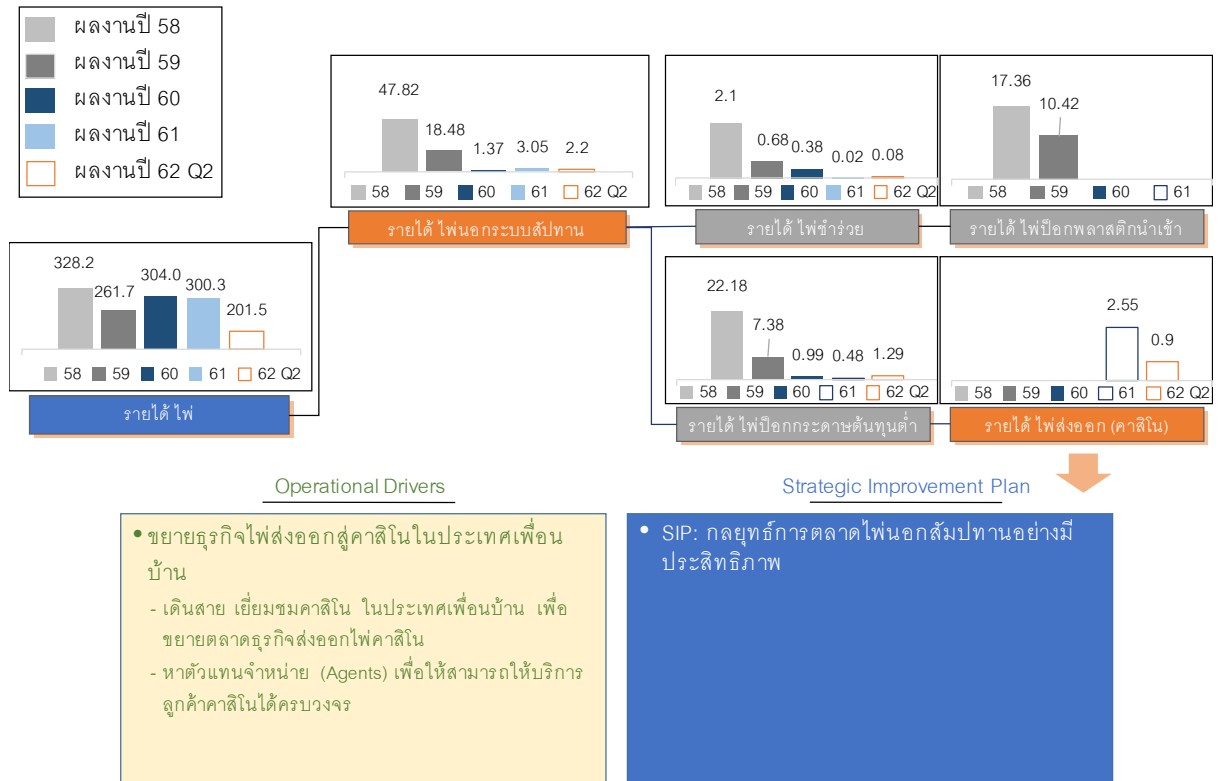 ผลงานปี 58
ผลงานปี 59
ผลงานปี 60
ผลงานปี 61
ผลงานปี 62 Q2
47.82
18.48
1.37
3.05
2.2
58 59 60 61 62 Q2
รายได้ ไพ่นอกระบบสัปทาน
2.1
0.68
0.38
0.02
0.08
58 59 60 61 62 Q2
รายได้ ไพ่ชำร่วย
17.36
10.42
58 59 60 61
รายได้ ไพ่ป๊อกพลาสติกนำเข้า
328.2
261.7
304.0
300.3
201.5
58 59 60 61 62 Q2
รายได้ ไพ่
22.18
7.38
0.99
0.48
1.29
58 59 60 61 62 Q2
รายได้ ไพ่ป๊อกกระดาษต้นทุนต่ำ
2.55
0.9
58 59 60 61 62 Q2
รายได้ ไพ่ส่งออก (คาสิโน)
Operational Drivers
• ขยายธุรกิจไพ่ส่งออกสู่คาสิโนในประเทศเพื่อน
บ้าน
- เดินสาย เยี่ยมชมคาสิโน ในประเทศเพื่อนบ้าน เพื่อ
ขยายตลาดธุรกิจส่งออกไพ่คาสิโน
- หาตัวแทนจำหน่าย (Agents) เพื่อให้สามารถให้บริการ
ลูกค้าคาสิโนได้ครบวงจร
Strategic Improvement Plan
• SIP: กลยุทธ์การตลาดไพ่นอกสัมปทานอย่างมี
ประสิทธิภาพ